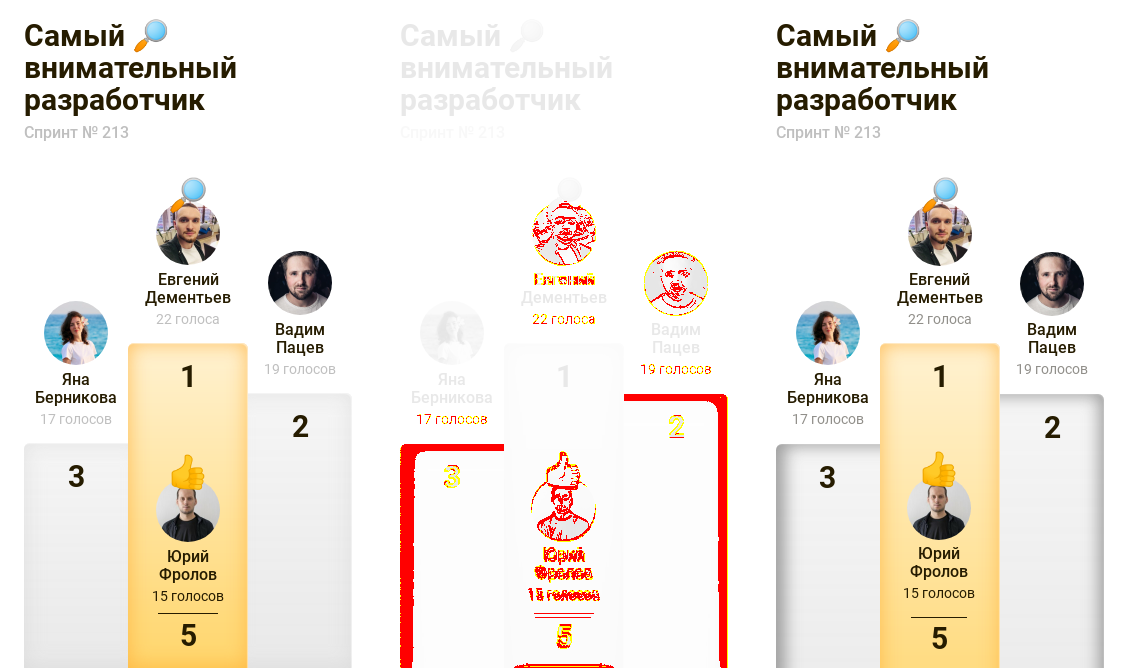 Самый 🔎
внимательный
разработчик
Спринт № 213
Евгений
Дементьев
22 голоса
Вадим
Пацев
19 голосов
Яна
Берникова
17 голосов
1
2
3
Юрий
Фролов
15 голосов
5
Самый
внимательный
разработчик
Спринт № 213
Евгений
Дементьев
22 голоса
Вадим
Пацев
19 голосов
Яна
Берникова
17 голосов
1
2
3
Юрий
Фролов
15 голосов
5
Самый 🔎
внимательный
разработчик
Спринт № 213
Евгений
Дементьев
22 голоса
Вадим
Пацев
19 голосов
Яна
Берникова
17 голосов
1
2
3
Юрий
Фролов
15 голосов
5